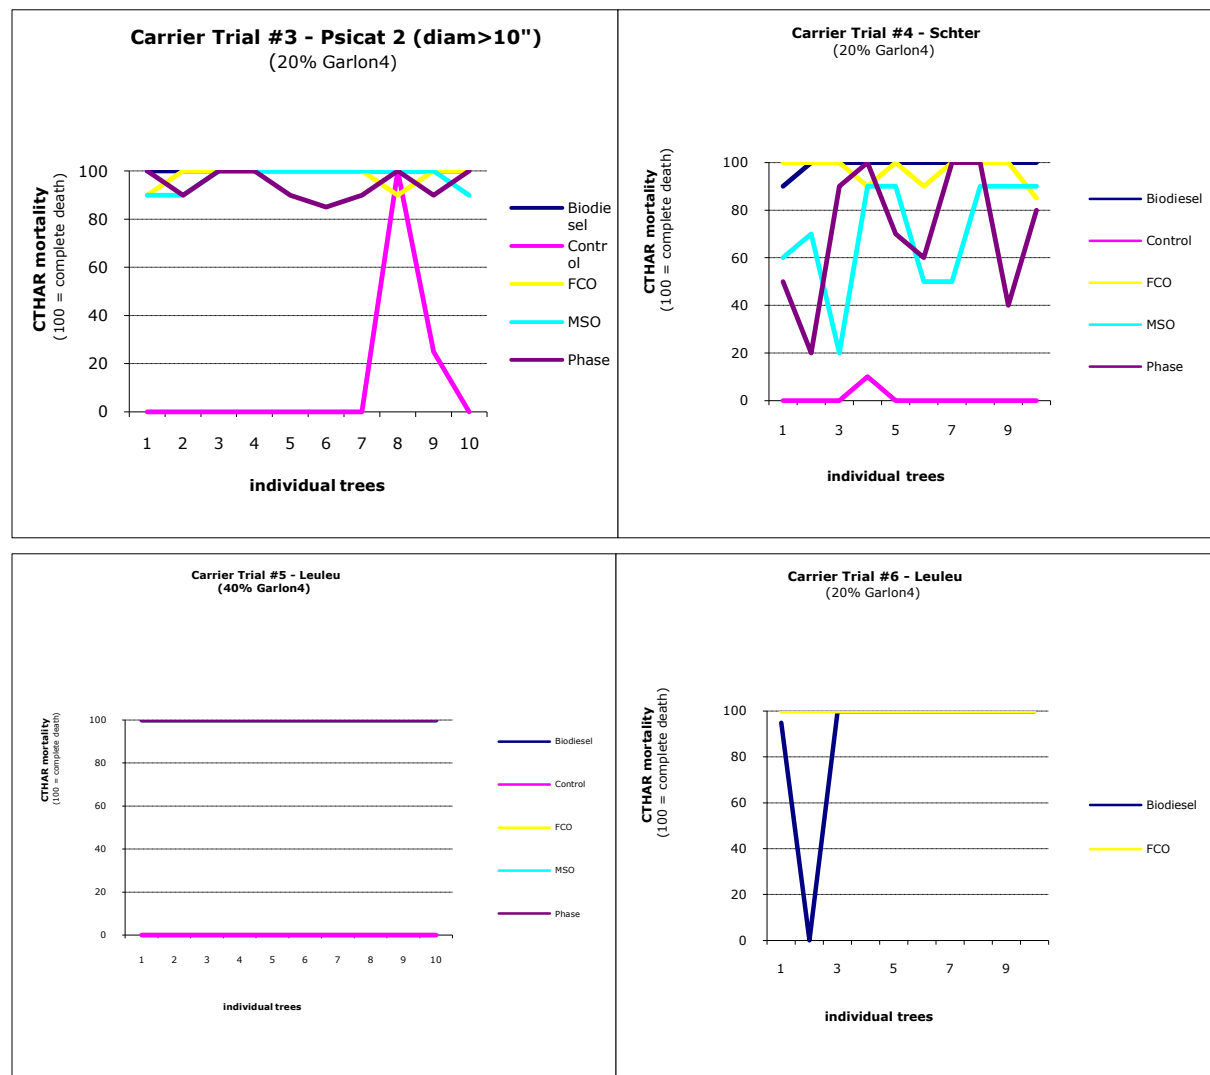 Carrier Trial #3 - Psicat 2 (diam>10")
(20% Garlon4)
CTHAR mortality
(100 = complete death)
100
80
60
40
20
0
1 2 3 4 5 6 7 8 9 10
individual trees
Biodie
sel
Contr
ol
FCO
MSO
Phase
Carrier Trial #4 - Schter
(20% Garlon4)
CTHAR mortality
(100 = complete death)
100
80
60
40
20
0
1 3 5 7 9
individual trees
Biodiesel
Control
FCO
MSO
Phase
Carrier Trial #5 - Leuleu
(40% Garlon4)
CTHAR mortality
(100 = complete death)
100
80
60
40
20
0
1 2 3 4 5 6 7 8 9 10
individual trees
Biodiesel
Control
FCO
MSO
Phase
Carrier Trial #6 - Leuleu
(20% Garlon4)
CTHAR mortality
(100 = complete death)
100
80
60
40
20
0
1 3 5 7 9
individual trees
Biodiesel
FCO